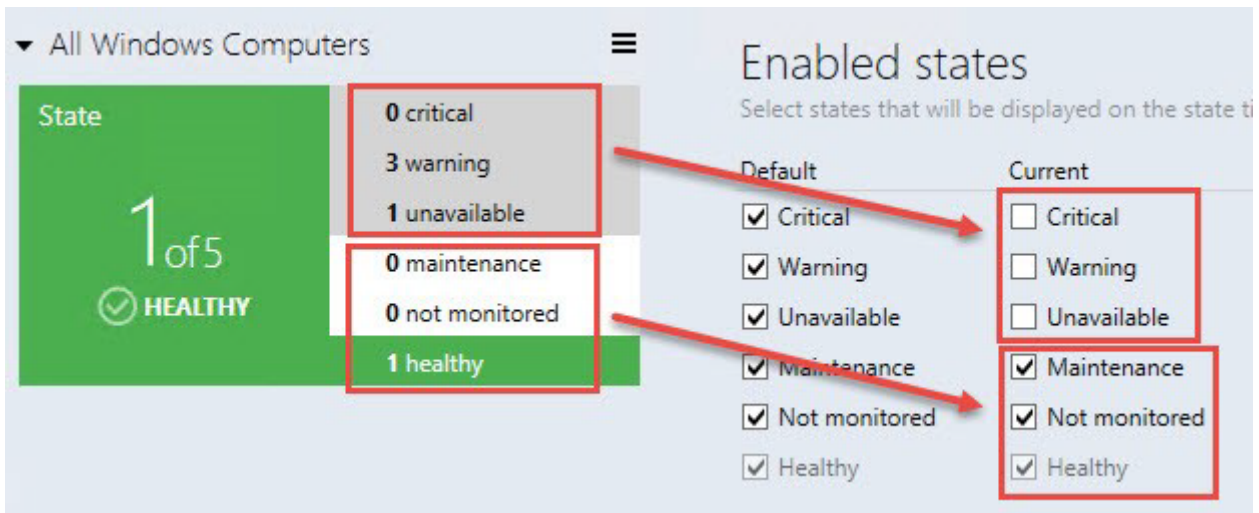 All Windows Computers
State
1 of 5
HEALTHY
0 critical
3 warning
1 unavailable
0 maintenance
0 not monitored
1 healthy
Enabled states
Select states that will be displayed on the state
Default Current
Critical Critical
Warning Warning
Unavailable Unavailable
Maintenance Maintenance
Not monitored Not monitored
Healthy Healthy